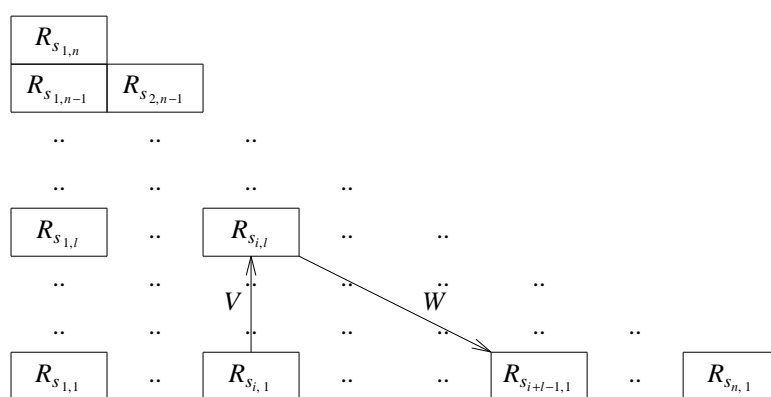 R_{s_{1,n}}
R_{s_{1,n-1}} R_{s_{2,n-1}}
.. .. ..
.. .. .. ..
R_{s_{1,l}} .. R_{s_{i,l}} .. ..
.. .. .. .. .. ..
V W
.. .. .. .. .. .. ..
R_{s_{1,1}} .. R_{s_{i,1}} .. .. R_{s_{i+l-1,1}} .. R_{s_{n,1}}